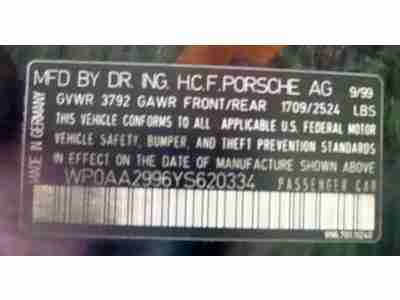 MFD BY DR. ING. H.C.F. PORSCHE AG 9/99
GVWR 3792 GAWR FRONT/REAR 1709/2524 LBS
THIS VEHICLE CONFORMS TO ALL APPLICABLE U.S. FEDERAL MOTOR
VEHICLE SAFETY, BUMPER, AND THEFT PREVENTION STANDARDS
IN EFFECT ON THE DATE OF MANUFACTURE SHOWN ABOVE.
WP0AA2996YS620334 PASSENGER CAR
MADE IN GERMANY